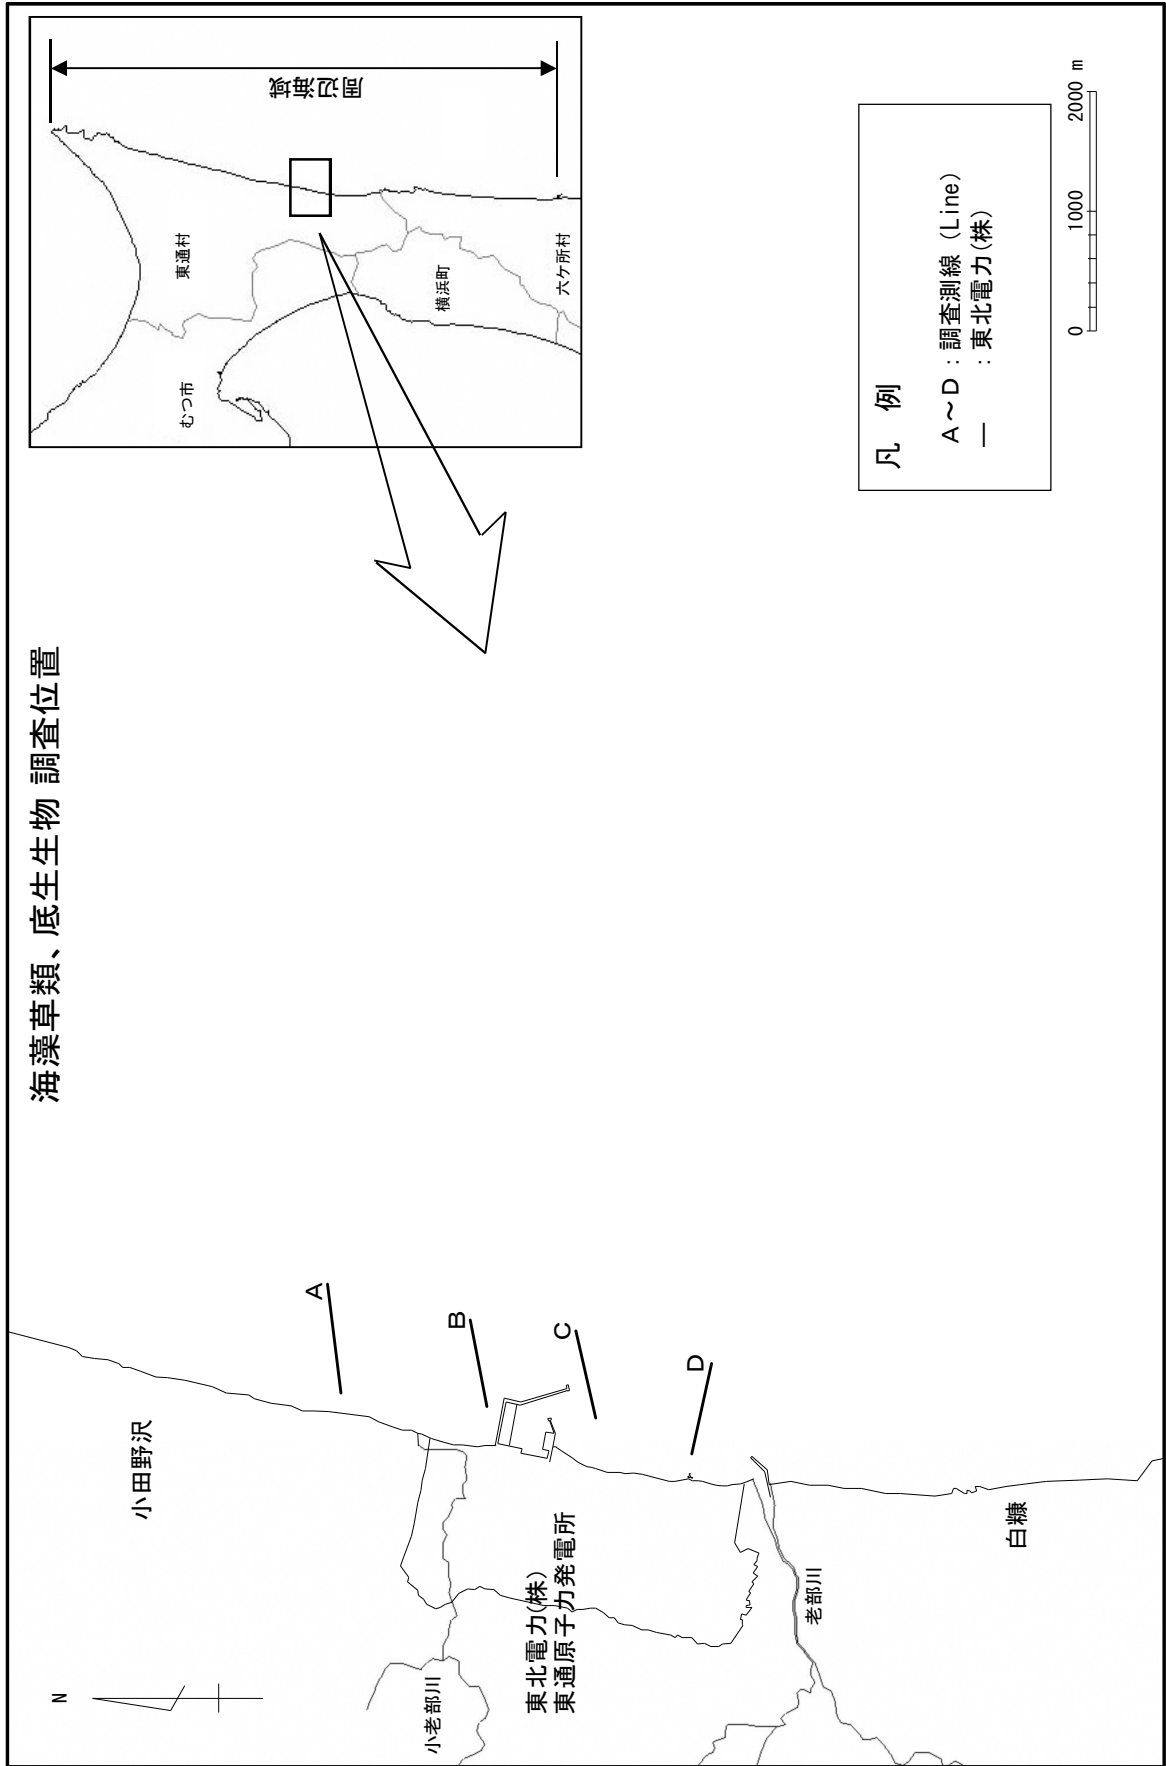 海藻草類、底生生物 調査位置
N
小田野沢
小老部川
東北電力(株)
東通原子力発電所
老部川
白糠
A
B
C
D
むつ市
東通村
横浜町
六ケ所村
周辺海域
凡 例
A～D：調査測線 (Line)
― ：東北電力(株)
0 1000 2000 m